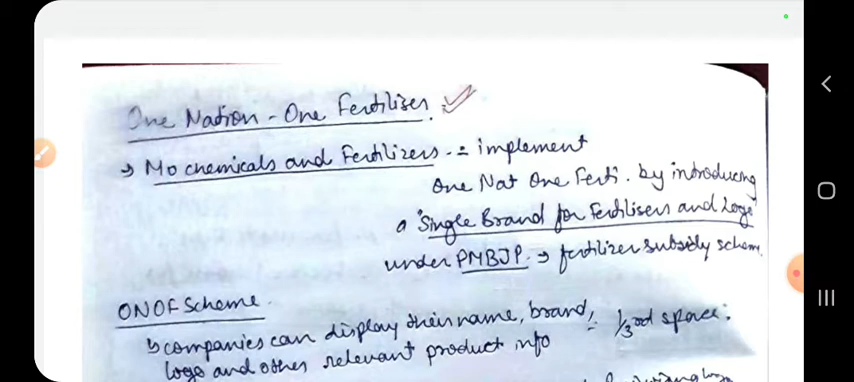 One Nation - One Fertiliser.
→ Mo chemicals and Fertilizers - = implement
One Nat One Ferti. by introducing
a 'Single Brand for Fertilisers and Logo'
under PMBJP. → fertilizer subsidy schem.
ONOF Scheme.
↳ companies can display their name, brand, = 1/3rd space.
logo and other relevant product info